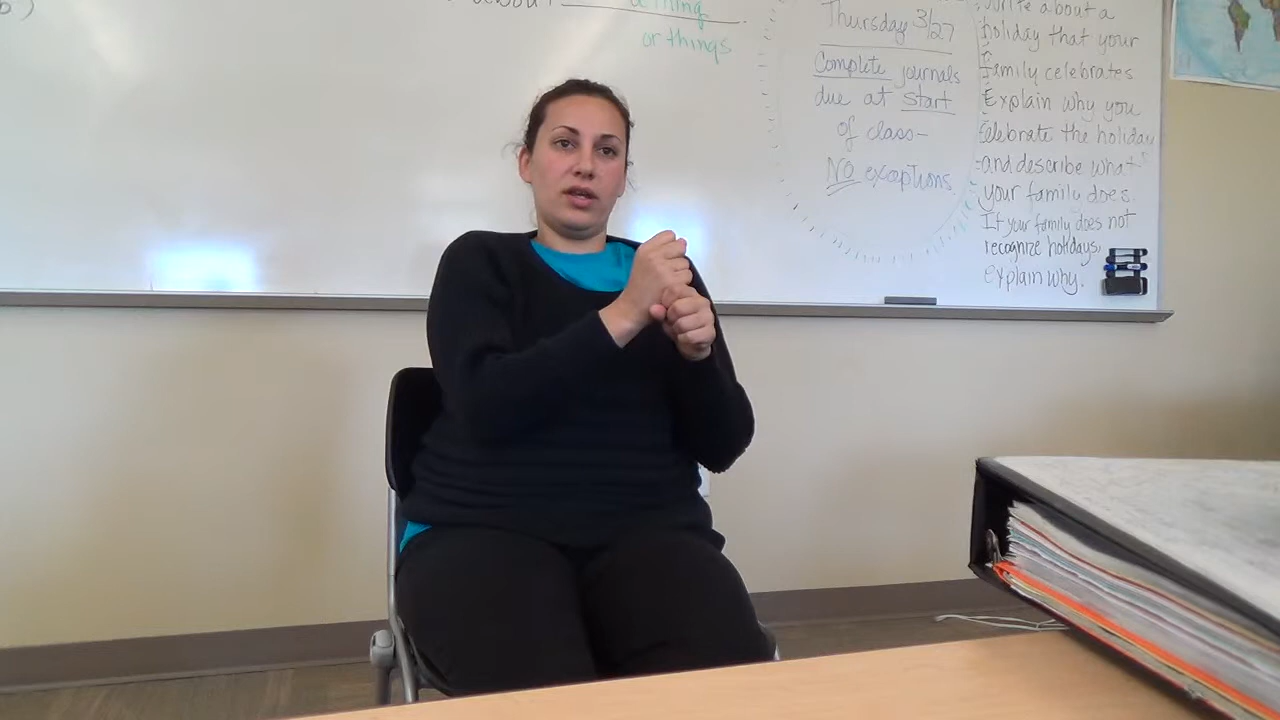 about a thing
or things
Thursday 3/27
Complete journals
due at start
of class-
NO exceptions.
Write about a
holiday that your
family celebrates
Explain why you
celebrate the holiday
and describe what
your family does.
If your family does not
recognize holidays,
explain why.